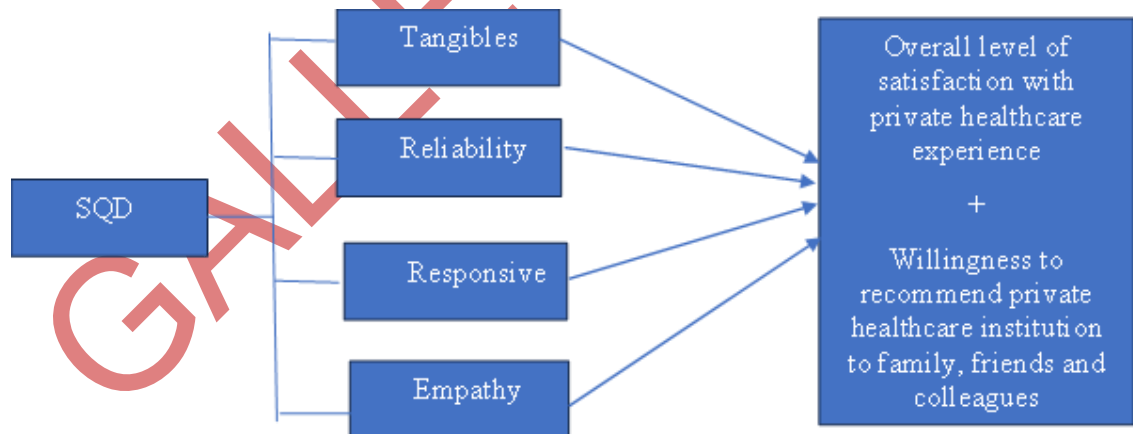 SQD
Tangibles
Reliability
Responsive
Empathy
Overall level of
satisfaction with
private healthcare
experience
+
Willingness to
recommend private
healthcare institution
to family, friends and
colleagues